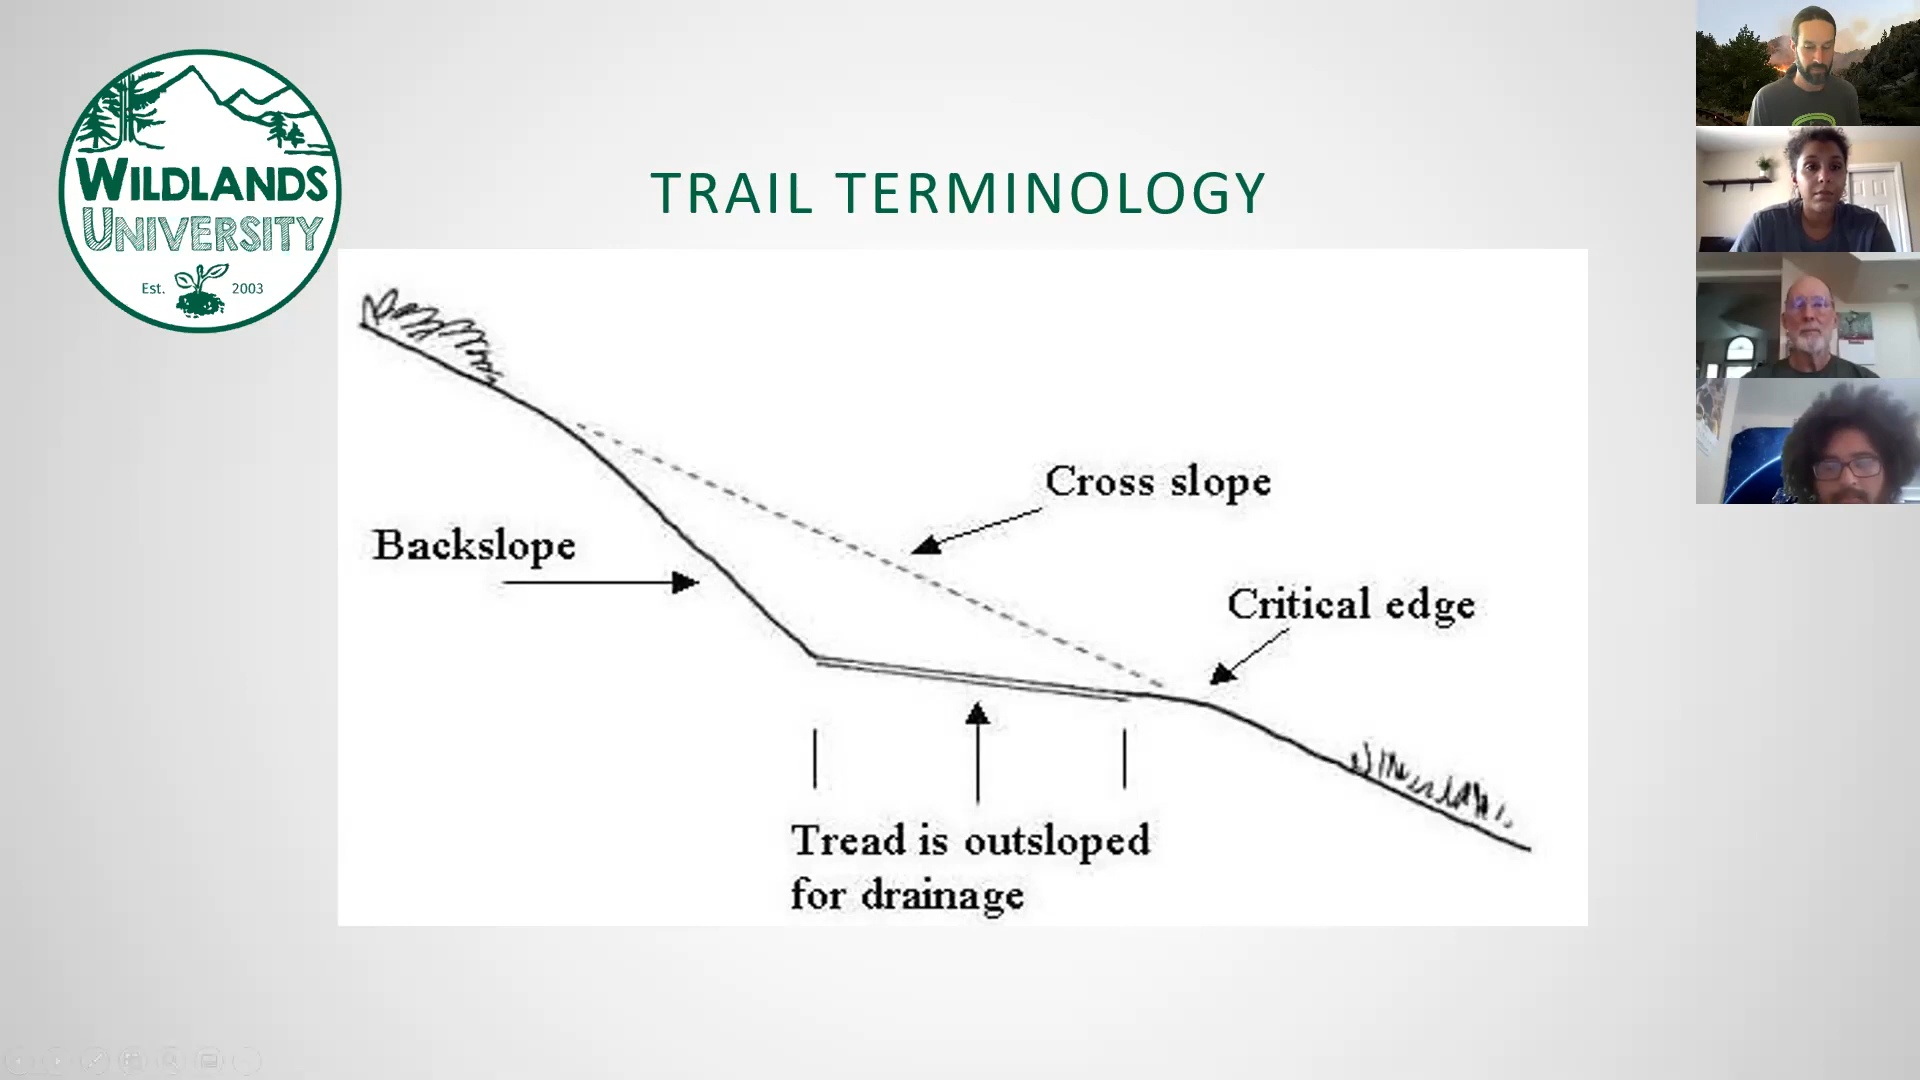 WILDLANDS
UNIVERSITY
Est. 2003
TRAIL TERMINOLOGY
Cross slope
Backslope
Critical edge
Tread is outsloped
for drainage